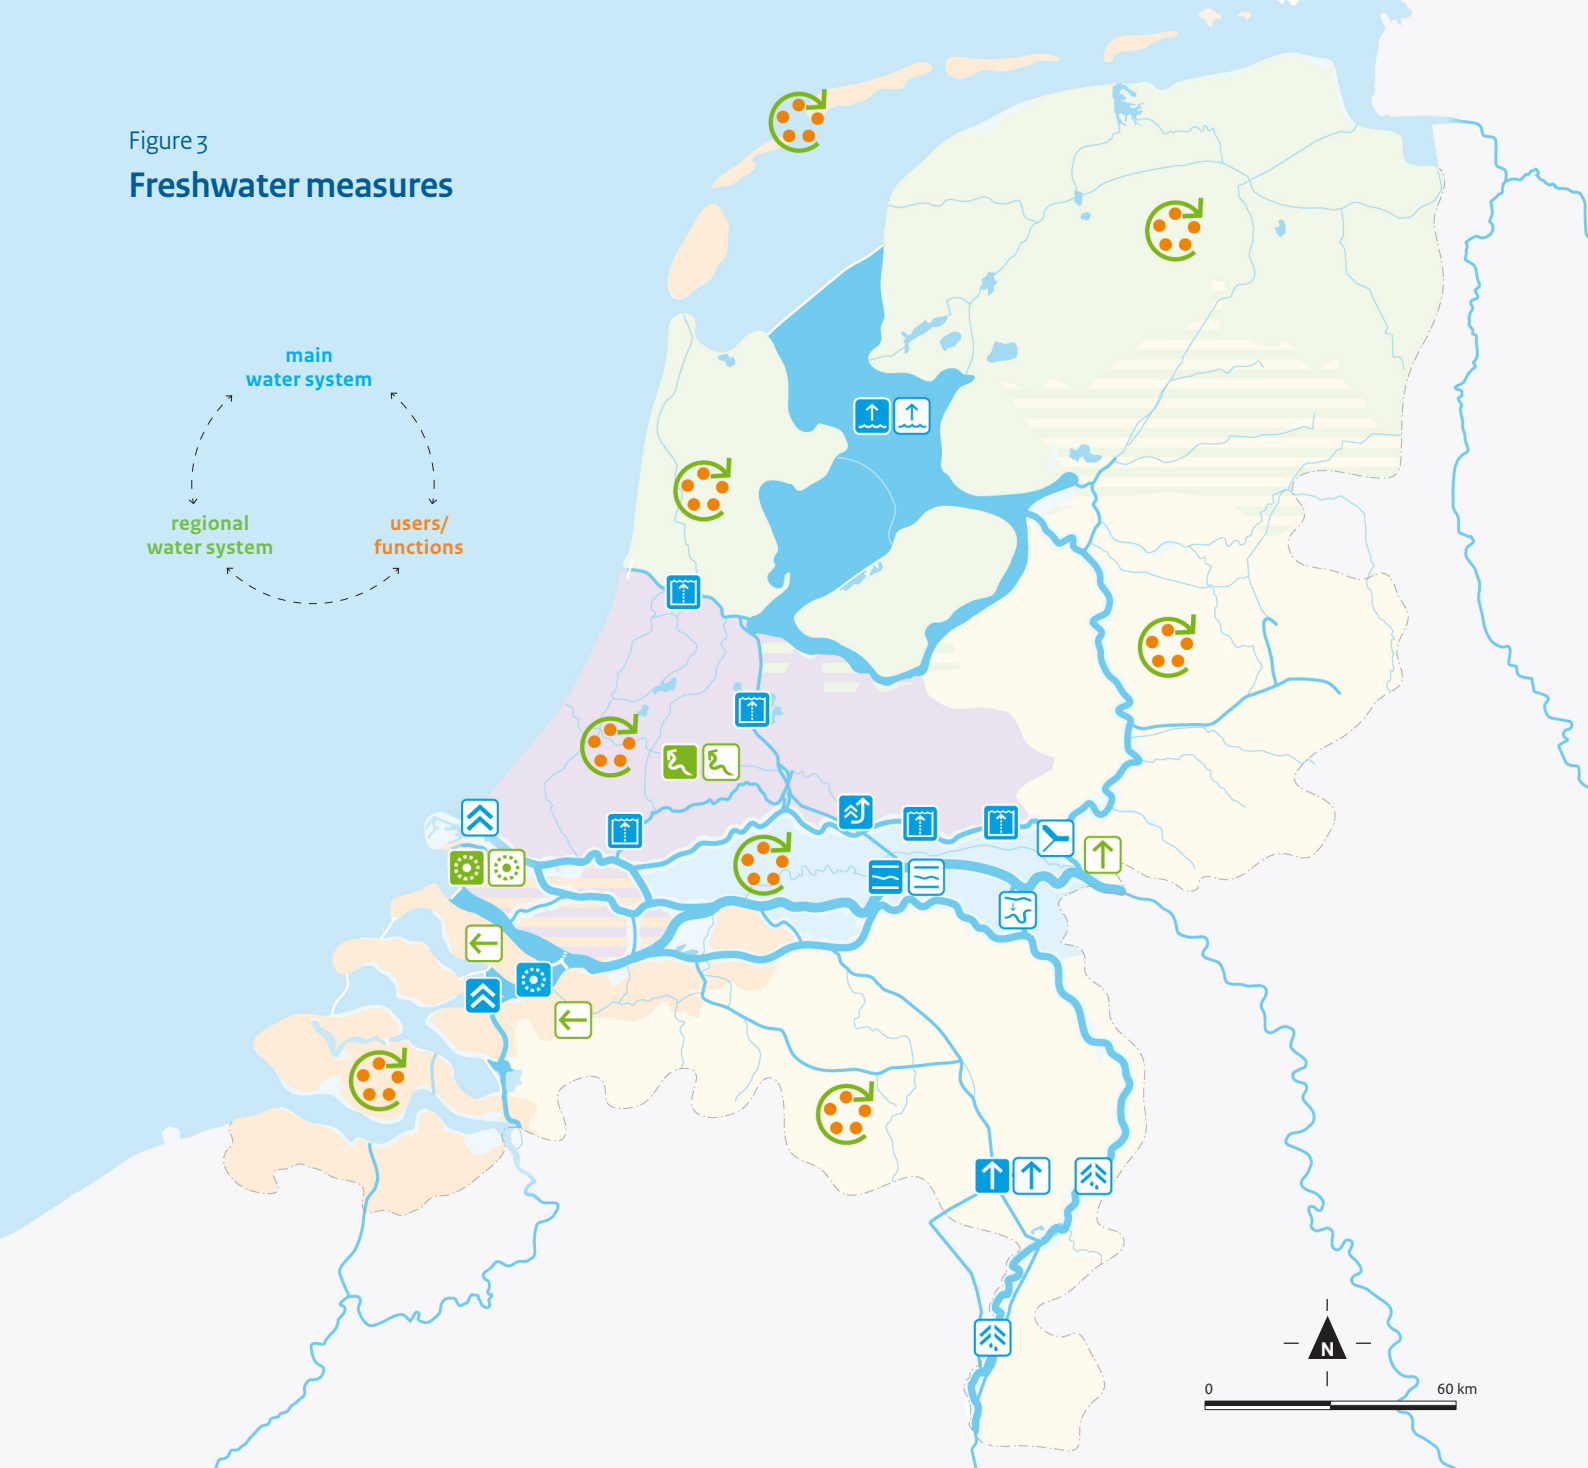 Figure 3
Freshwater measures
main
water system
regional
water system
users/
functions
N
0
60 km